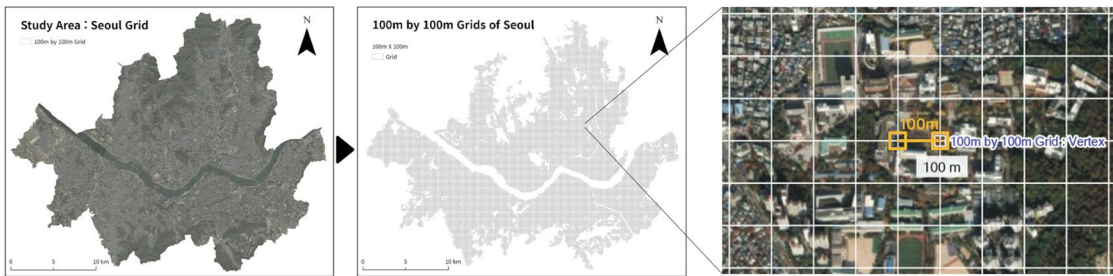 Study Area : Seoul Grid
100m by 100m Grid
N
0 5 10 km
100m by 100m Grids of Seoul
100m X 100m
Grid
N
0 5 10 km
100m
100m by 100m Grid : Vertex
100 m